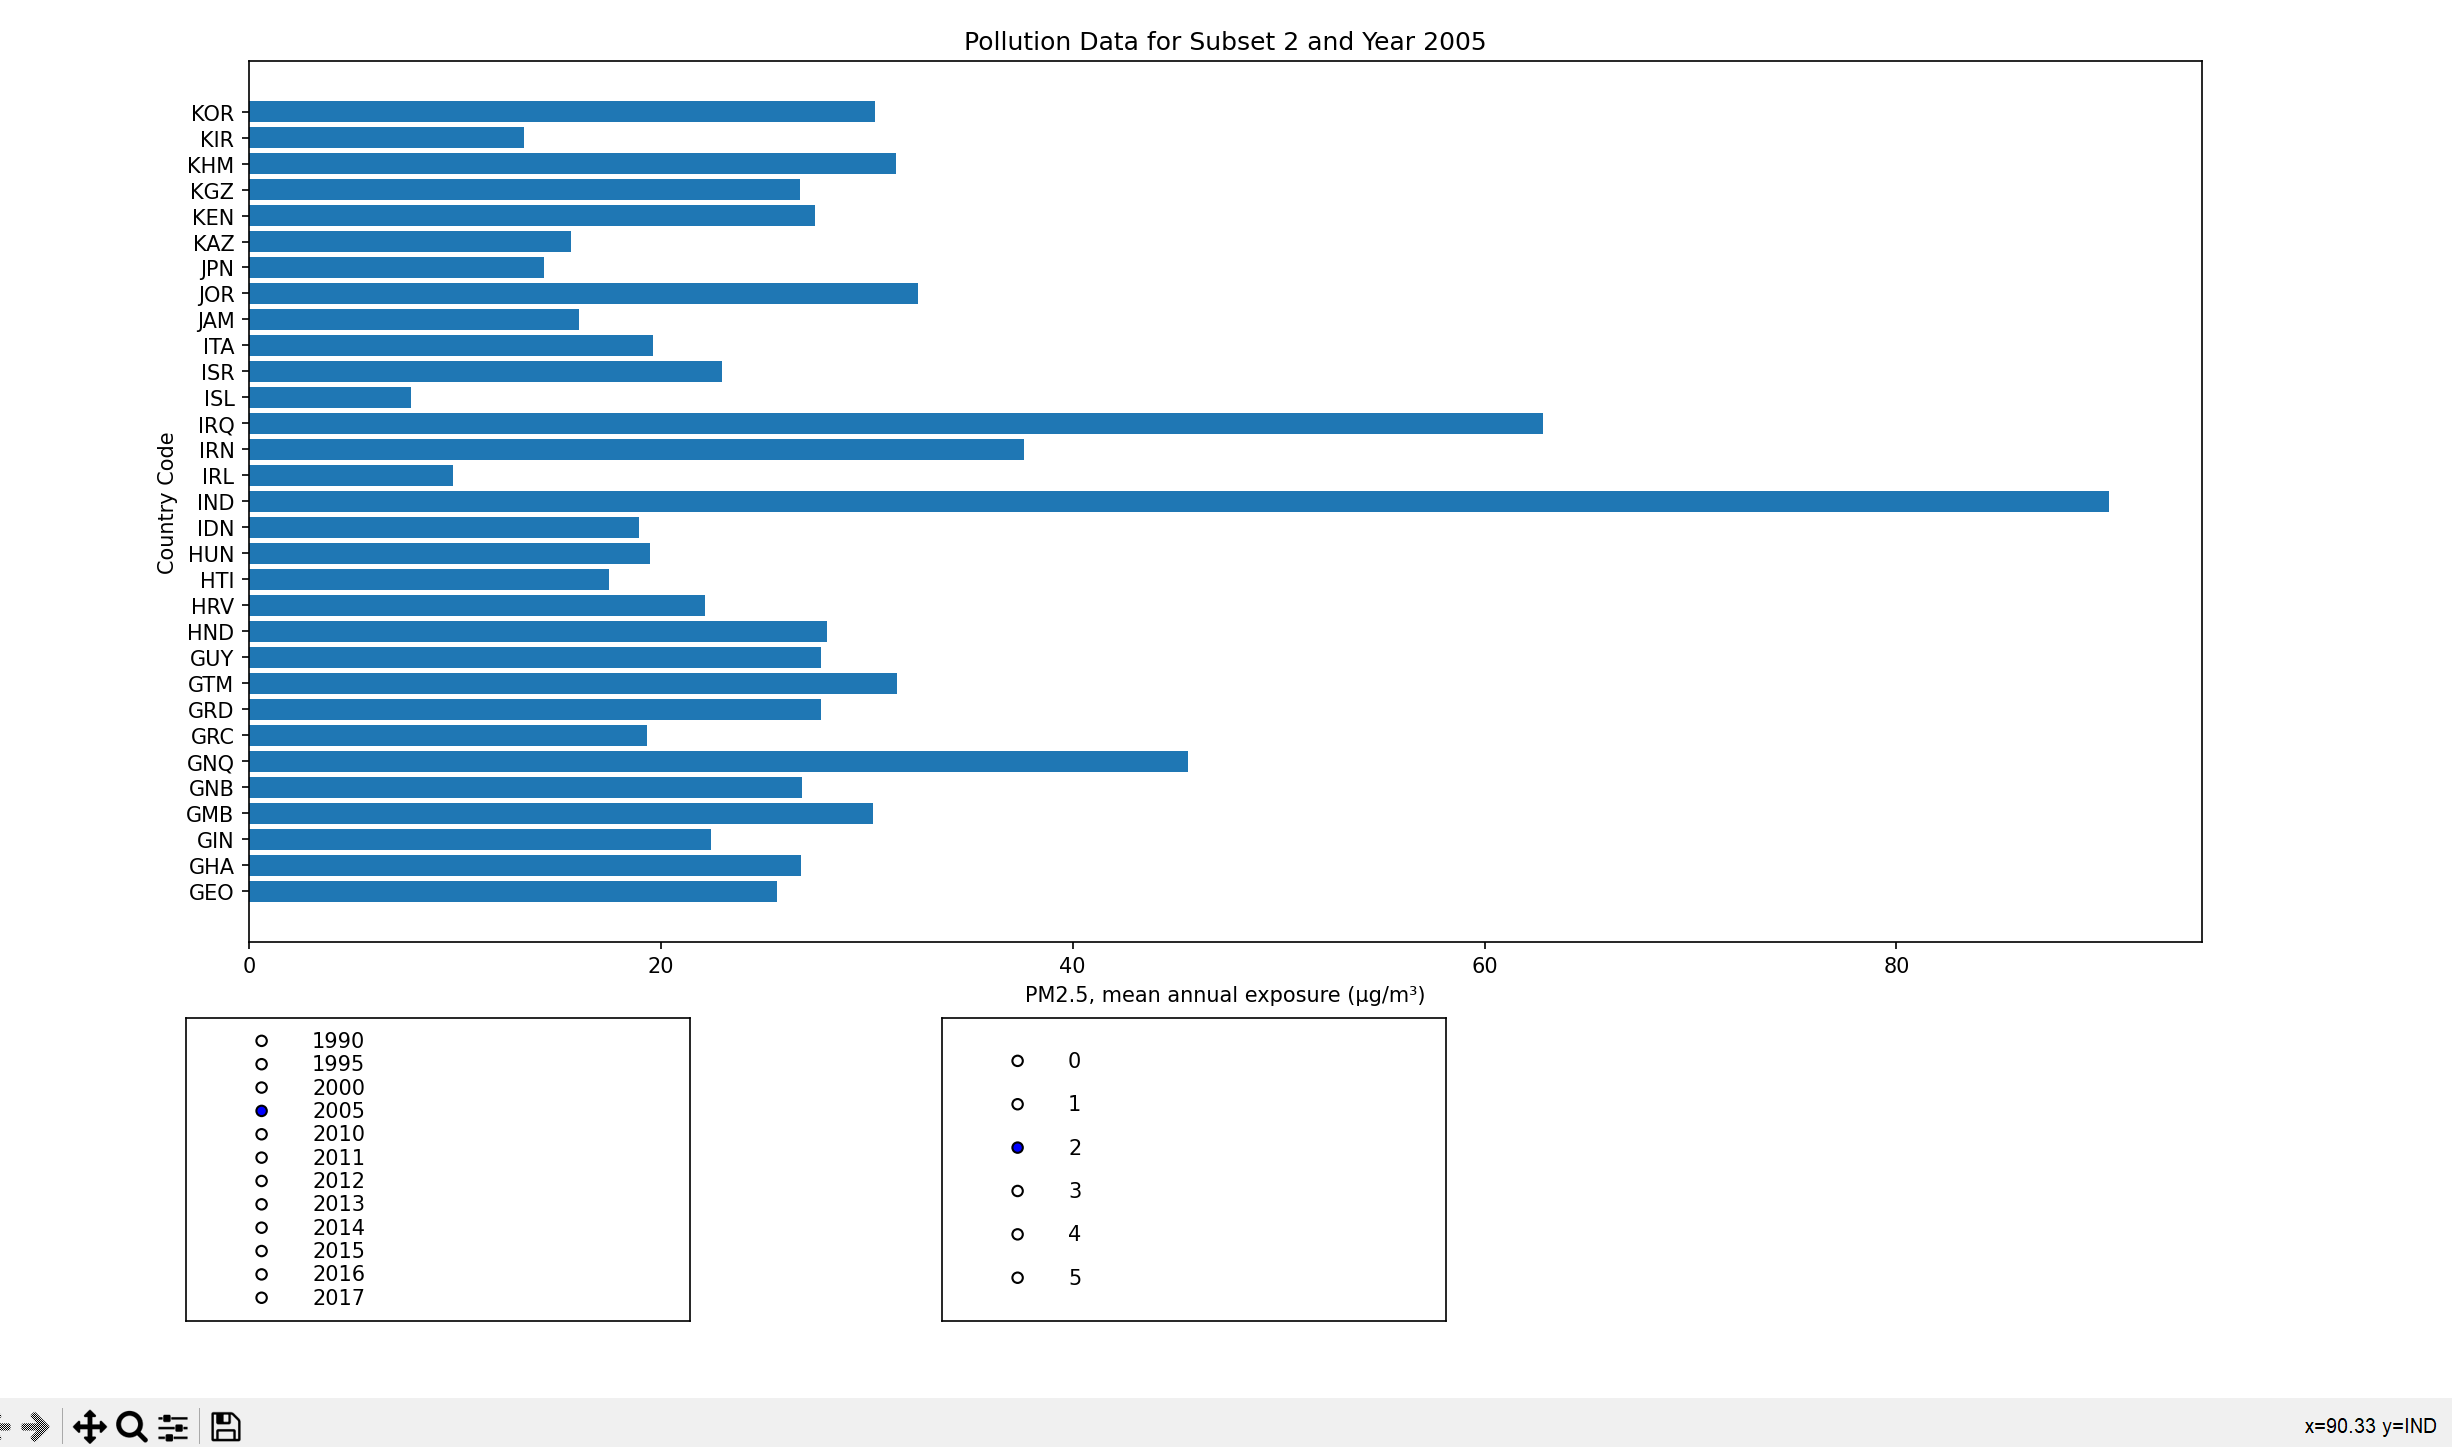 Pollution Data for Subset 2 and Year 2005
KOR
KIR
KHM
KGZ
KEN
KAZ
JPN
JOR
JAM
ITA
ISR
ISL
IRQ
IRN
IRL
IND
IDN
HUN
HTI
HRV
HND
GUY
GTM
GRD
GRC
GNQ
GNB
GMB
GIN
GHA
GEO
Country Code
0 20 40 60 80
PM2.5, mean annual exposure (µg/m³)
1990
1995
2000
2005
2010
2011
2012
2013
2014
2015
2016
2017
0
1
2
3
4
5
x=90.33 y=IND